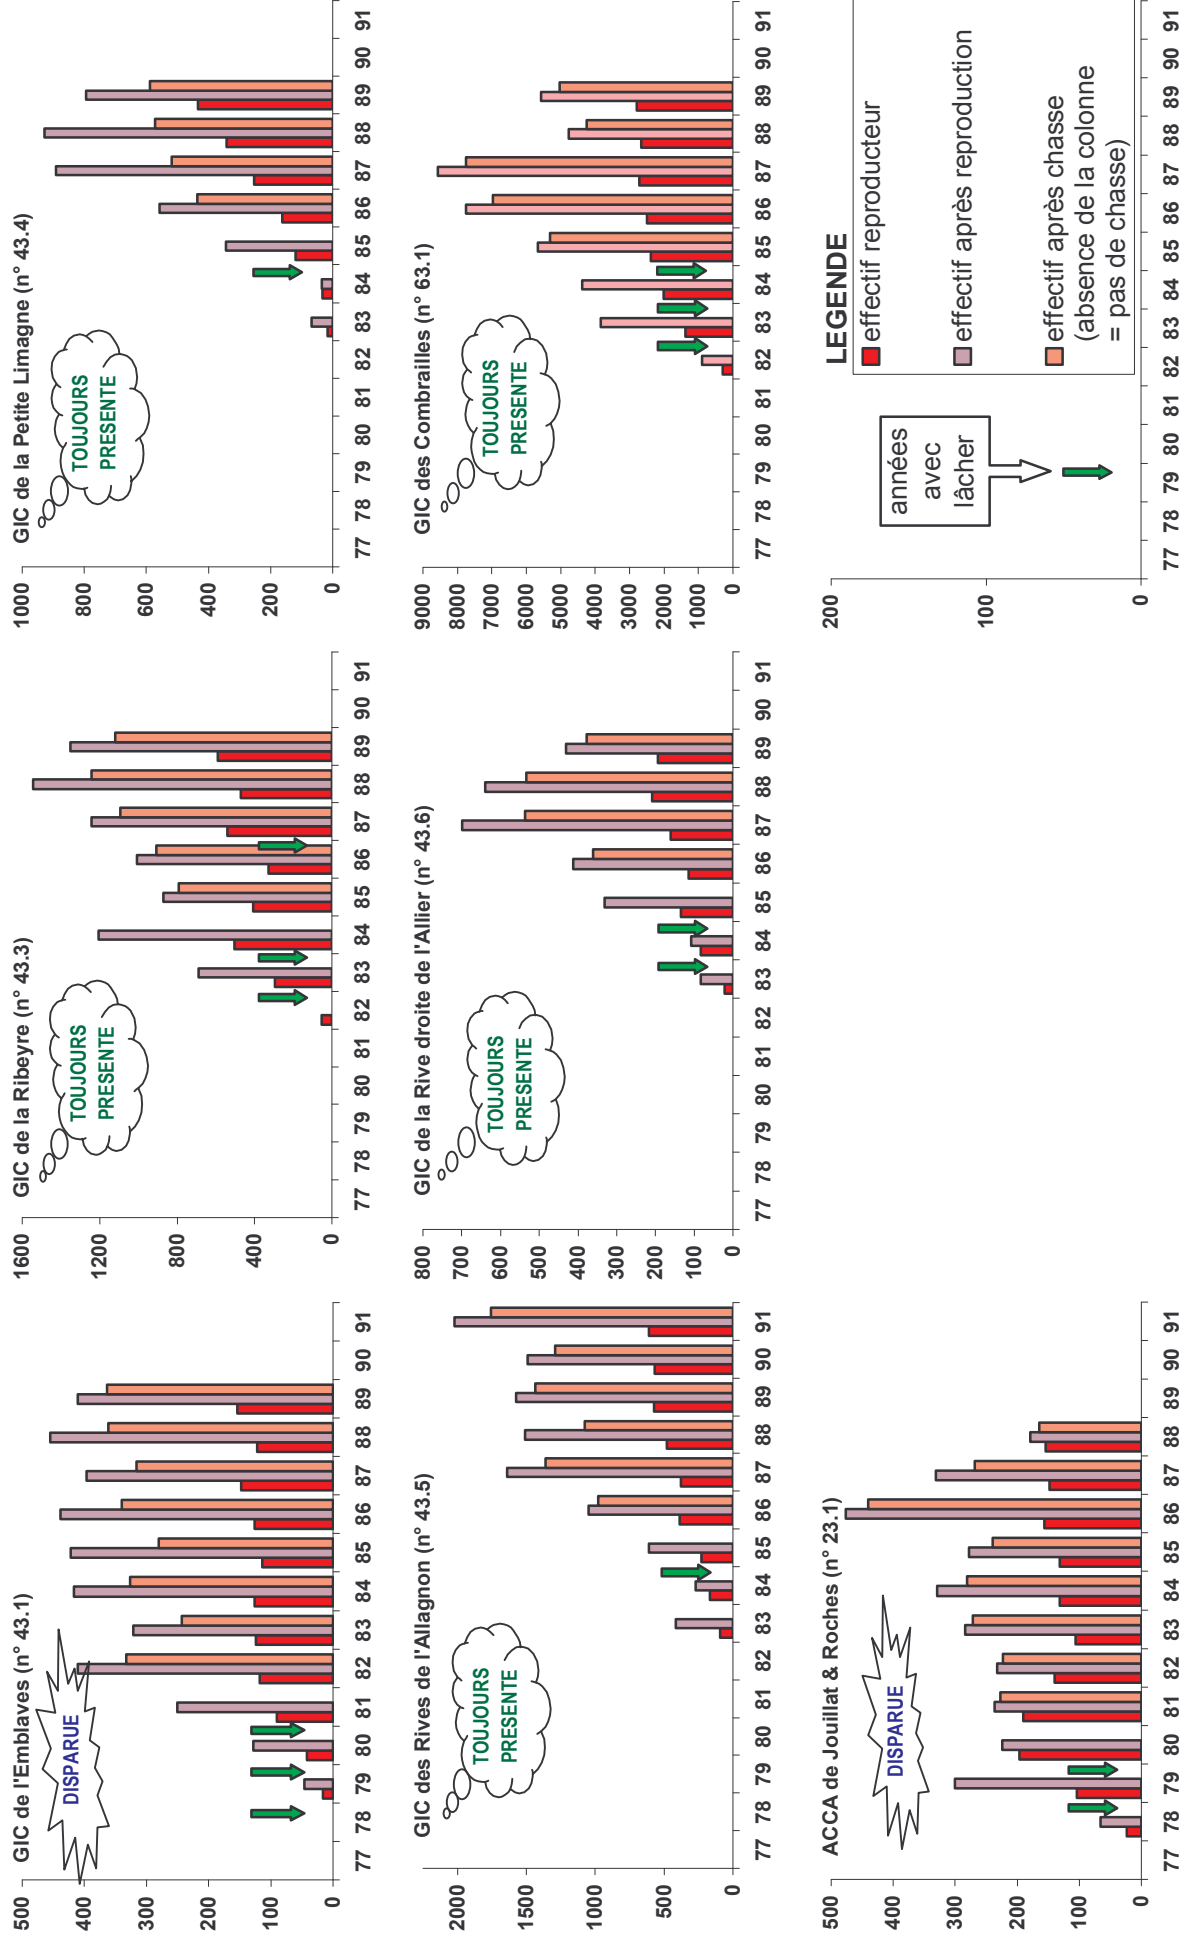 GIC de l'Emblaves (n° 43.1)
DISPARUE
500
400
300
200
100
0
77 78 79 80 81 82 83 84 85 86 87 88 89 90 91
GIC de la Ribeyre (n° 43.3)
TOUJOURS
PRESENTE
1600
1200
800
400
0
77 78 79 80 81 82 83 84 85 86 87 88 89 90 91
GIC de la Petite Limagne (n° 43.4)
TOUJOURS
PRESENTE
1000
800
600
400
200
0
77 78 79 80 81 82 83 84 85 86 87 88 89 90 91
GIC des Rives de l'Allagnon (n° 43.5)
TOUJOURS
PRESENTE
2000
1500
1000
500
0
77 78 79 80 81 82 83 84 85 86 87 88 89 90 91
GIC de la Rive droite de l'Allier (n° 43.6)
TOUJOURS
PRESENTE
800
700
600
500
400
300
200
100
0
77 78 79 80 81 82 83 84 85 86 87 88 89 90 91
GIC des Combrailles (n° 63.1)
TOUJOURS
PRESENTE
9000
8000
7000
6000
5000
4000
3000
2000
1000
0
77 78 79 80 81 82 83 84 85 86 87 88 89 90 91
ACCA de Jouillat & Roches (n° 23.1)
DISPARUE
500
400
300
200
100
0
77 78 79 80 81 82 83 84 85 86 87 88 89 90 91
LEGENDE
effectif reproducteur
effectif après reproduction
effectif après chasse
(absence de la colonne
= pas de chasse)
années
avec
lâcher
200
100
0
77 78 79 80 81 82 83 84 85 86 87 88 89 90 91